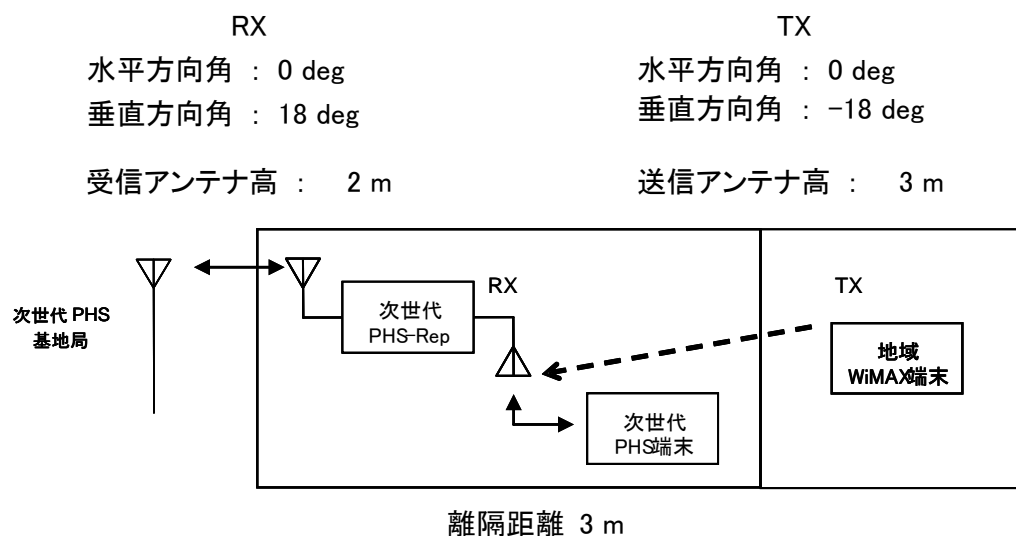 RX
水平方向角 : 0 deg
垂直方向角 : 18 deg
受信アンテナ高 : 2 m
TX
水平方向角 : 0 deg
垂直方向角 : -18 deg
送信アンテナ高 : 3 m
次世代 PHS
基地局
次世代
PHS-Rep
RX
次世代
PHS端末
TX
地域
WiMAX端末
離隔距離 3 m